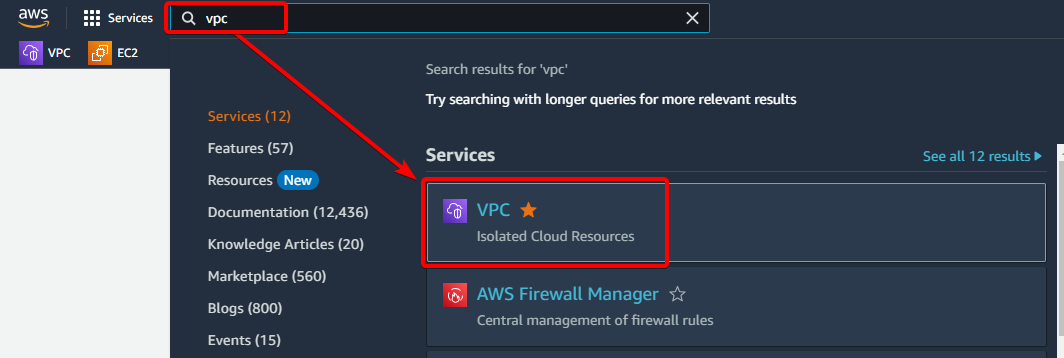 aws Services vpc
VPC EC2
Search results for 'vpc'
Try searching with longer queries for more relevant results
Services (12)
Features (57)
Resources New
Documentation (12,436)
Knowledge Articles (20)
Marketplace (560)
Blogs (800)
Events (15)
Services See all 12 results
VPC
Isolated Cloud Resources
AWS Firewall Manager
Central management of firewall rules